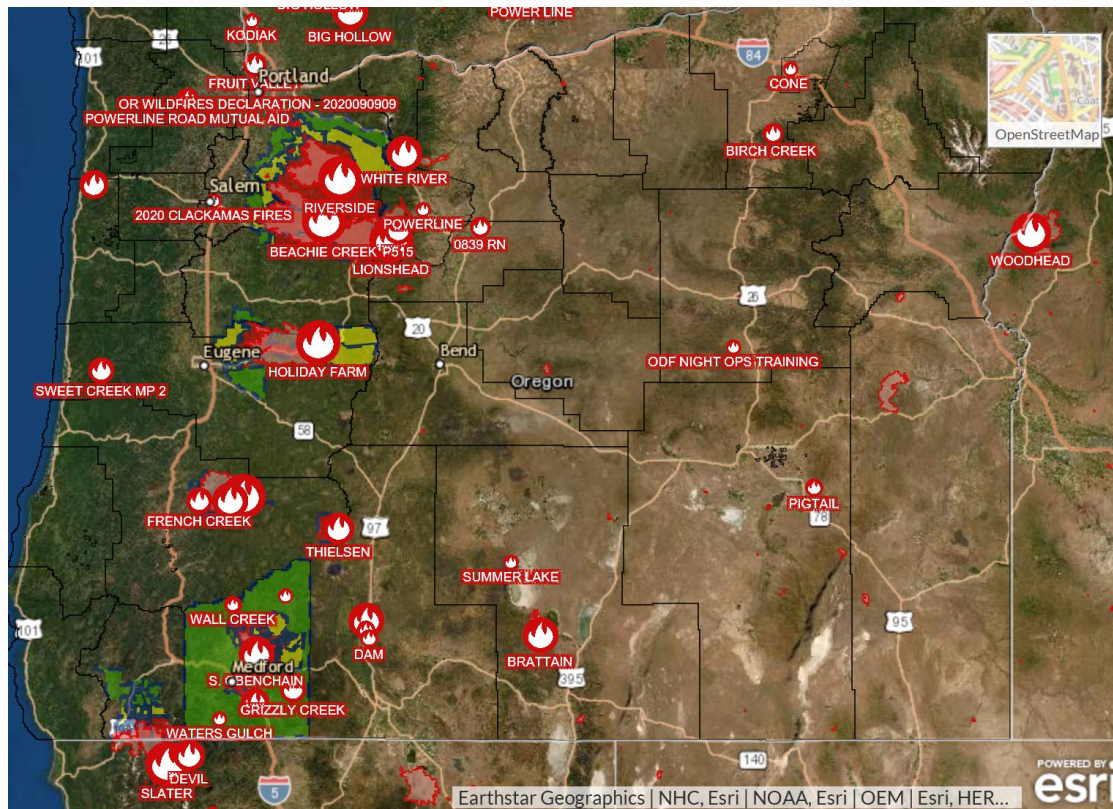 BIG HOLLOW
POWER LINE
KODIAK
BIG HOLLOW
101
26
84
FRUIT VALLEY
Portland
CONE
OR WILDFIRES DECLARATION - 2020090909
POWERLINE ROAD MUTUAL AID
OpenStreetMap
BIRCH CREEK
WHITE RIVER
Salem
RIVERSIDE
2020 CLACKAMAS FIRES
POWERLINE
BEACHIE CREEK
P515
0839 RN
LIONSHEAD
WOODHEAD
26
20
Eugene
Bend
HOLIDAY FARM
ODF NIGHT OPS TRAINING
Oregon
SWEET CREEK MP 2
58
FRENCH CREEK
PIGTAIL
78
THIELSEN
97
SUMMER LAKE
WALL CREEK
101
95
DAM
BRATTAIN
Medford
S. OBENCHAIN
395
GRIZZLY CREEK
WATERS GULCH
DEVIL
SLATER
5
140
POWERED BY
esri
Earthstar Geographics | NHC, Esri | NOAA, Esri | OEM | Esri, HER...